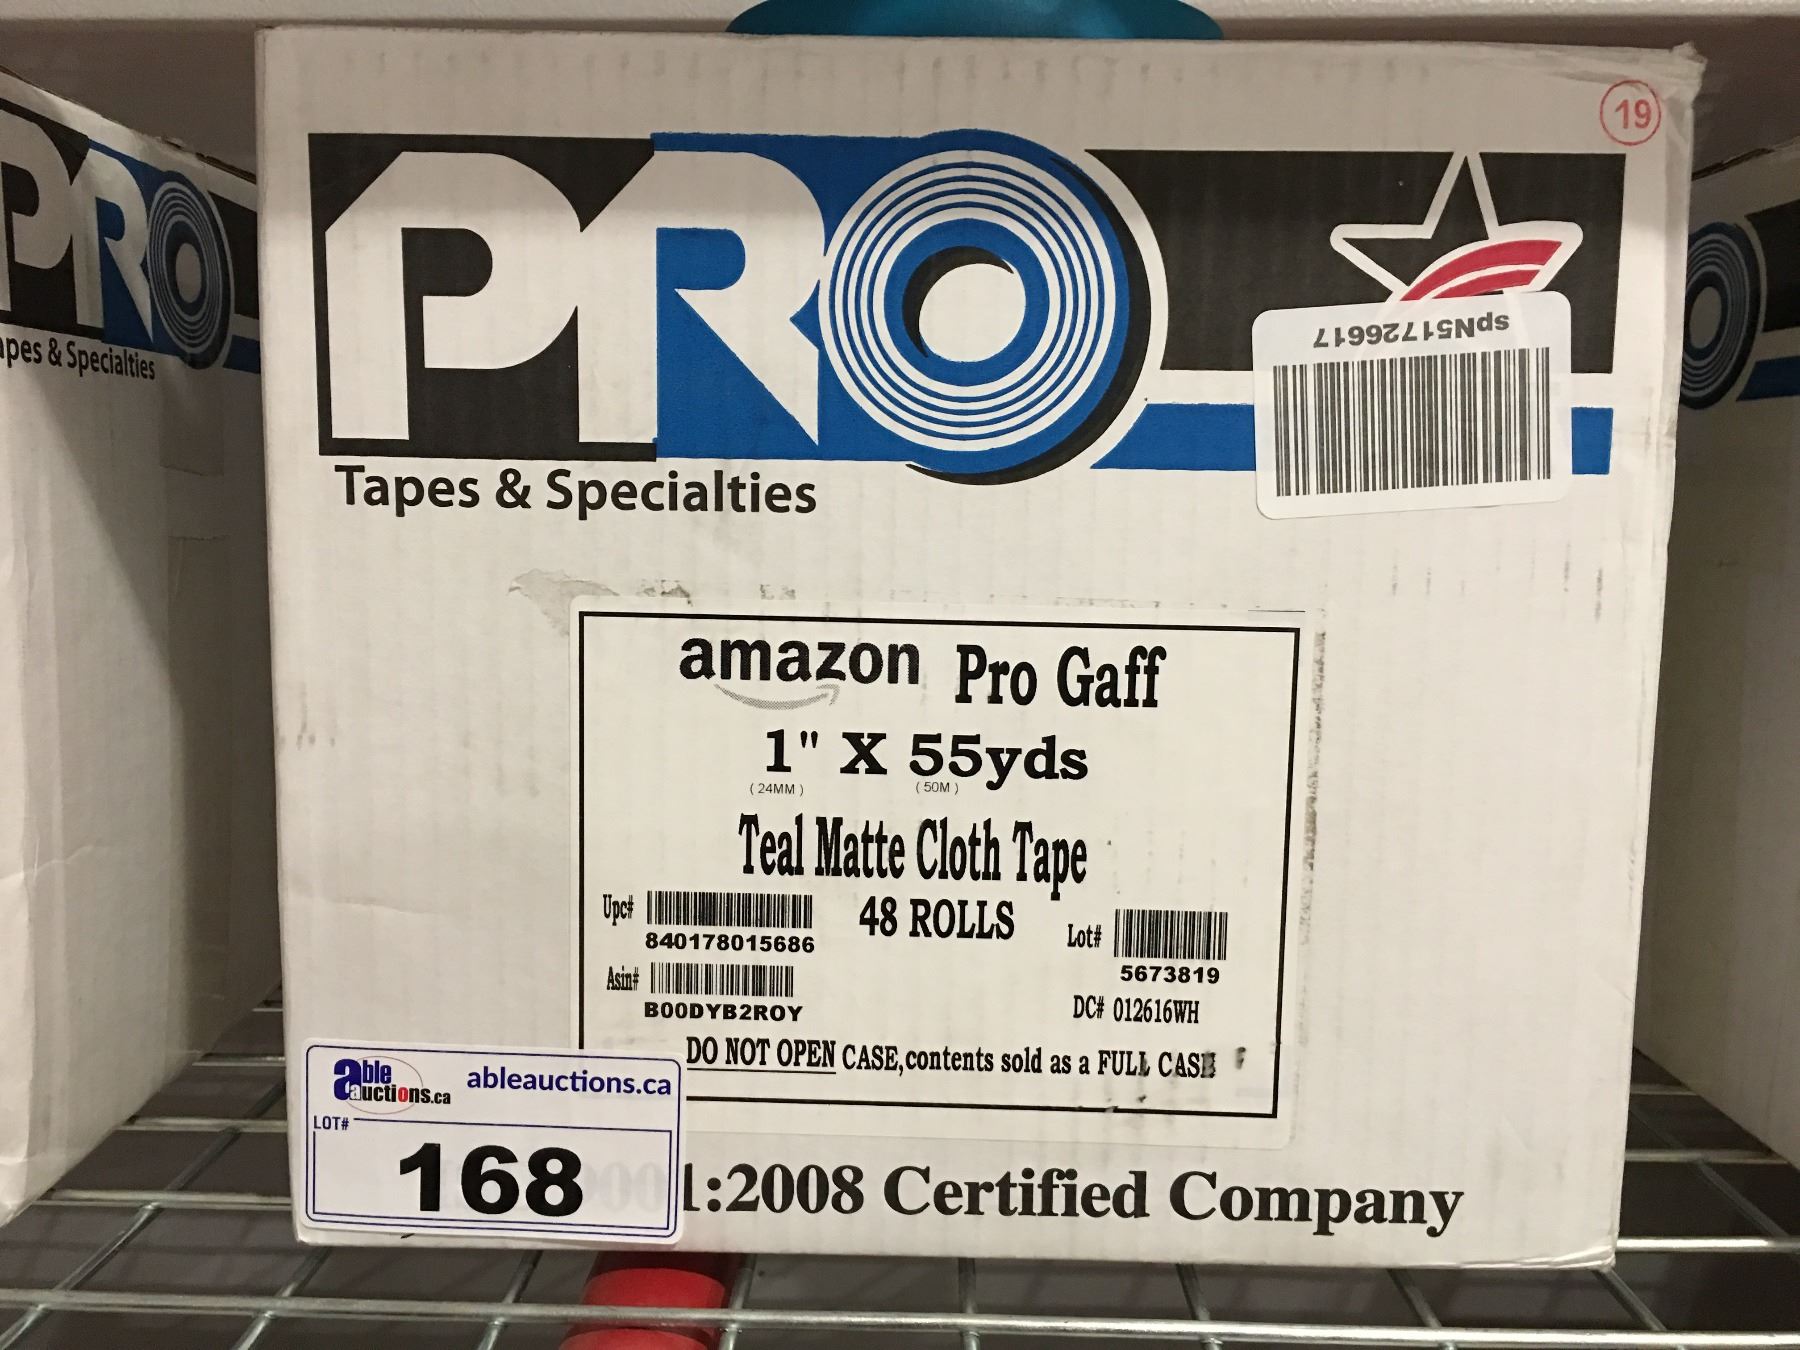 19
PRO
Tapes & Specialties
spN51726617
PRO
apes & Specialties
amazon Pro Gaff
1" X 55yds
(24MM) (50M)
Teal Matte Cloth Tape
48 ROLLS
Upc# 840178015686
Lot# 5673819
Asin# B00DYB2ROY
DC# 012616WH
DO NOT OPEN CASE,contents sold as a FULL CASE
able auctions.ca
ableauctions.ca
LOT#
168
1:2008 Certified Company